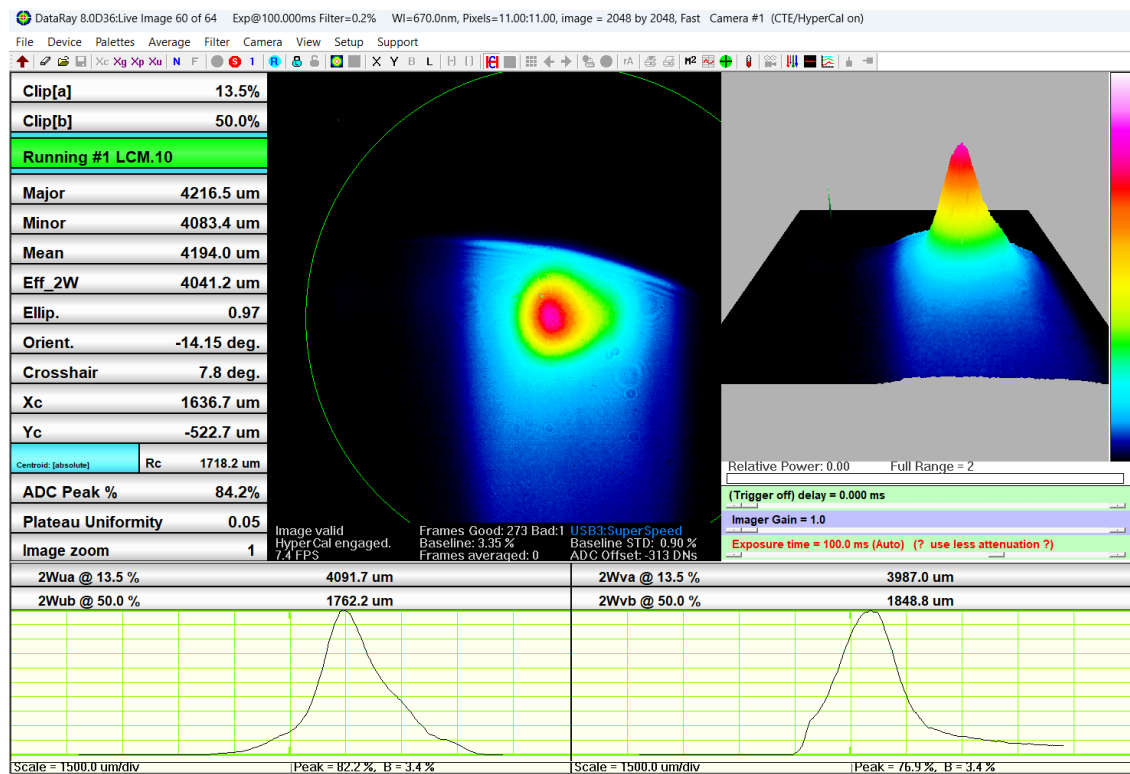 DataRay 8.0D36:Live Image 60 of 64 Exp@100.000ms Filter=0.2% Wl=670.0nm, Pixels=11.00:11.00, image = 2048 by 2048, Fast Camera #1 (CTE/HyperCal on)
File Device Palettes Average Filter Camera View Setup Support
Xc Xg Xp Xu N F S 1 R X Y B L rA M²
Clip[a] 13.5%
Clip[b] 50.0%
Running #1 LCM.10
Major 4216.5 um
Minor 4083.4 um
Mean 4194.0 um
Eff_2W 4041.2 um
Ellip. 0.97
Orient. -14.15 deg.
Crosshair 7.8 deg.
Xc 1636.7 um
Yc -522.7 um
Centroid: [absolute] Rc 1718.2 um
ADC Peak % 84.2%
Plateau Uniformity 0.05
Image zoom 1
Image valid Frames Good: 273 Bad:1 USB3:SuperSpeed
HyperCal engaged. Baseline: 3.35 % Baseline STD: 0.90 %
7.4 FPS Frames averaged: 0 ADC Offset: -313 DNs
Relative Power: 0.00 Full Range = 2
(Trigger off) delay = 0.000 ms
Imager Gain = 1.0
Exposure time = 100.0 ms (Auto) (? use less attenuation ?)
2Wua @ 13.5 % 4091.7 um
2Wub @ 50.0 % 1762.2 um
2Wva @ 13.5 % 3987.0 um
2Wvb @ 50.0 % 1848.8 um
Scale = 1500.0 um/div Peak = 82.2 %, B = 3.4 %
Scale = 1500.0 um/div Peak = 76.9 %, B = 3.4 %